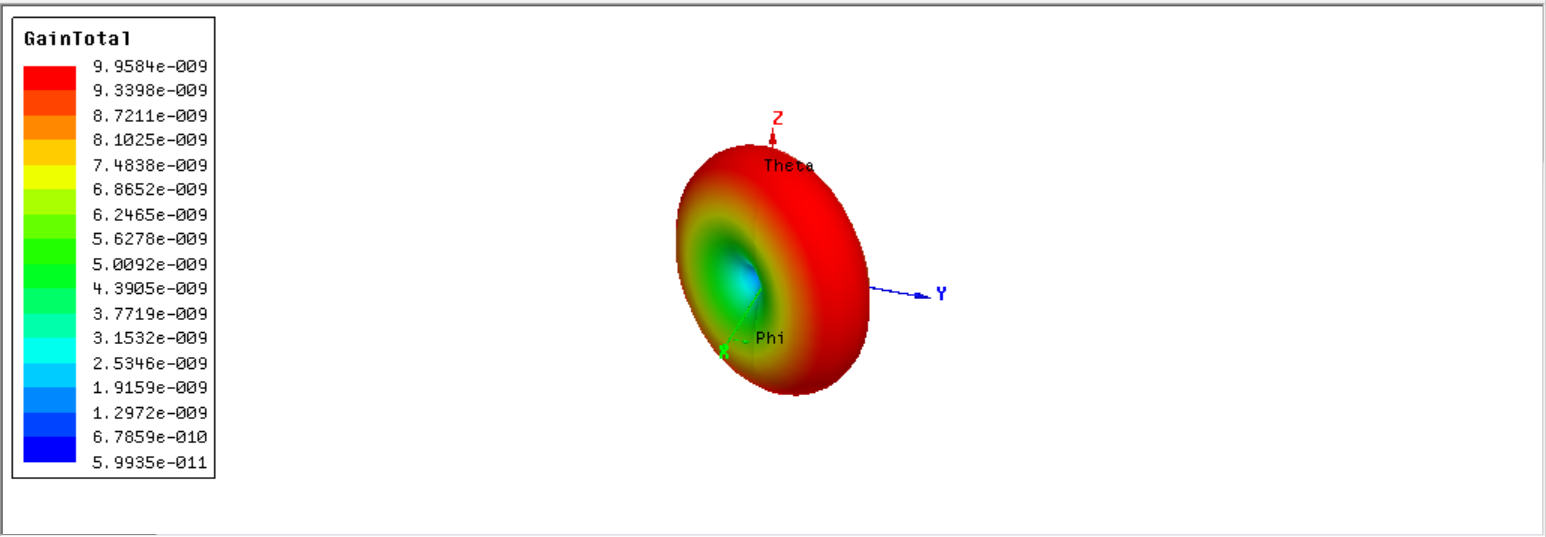 GainTotal
9.9584e-009
9.3398e-009
8.7211e-009
8.1025e-009
7.4838e-009
6.8652e-009
6.2465e-009
5.6278e-009
5.0092e-009
4.3905e-009
3.7719e-009
3.1532e-009
2.5346e-009
1.9159e-009
1.2972e-009
6.7859e-010
5.9935e-011
Z
Theta
Y
Phi
X